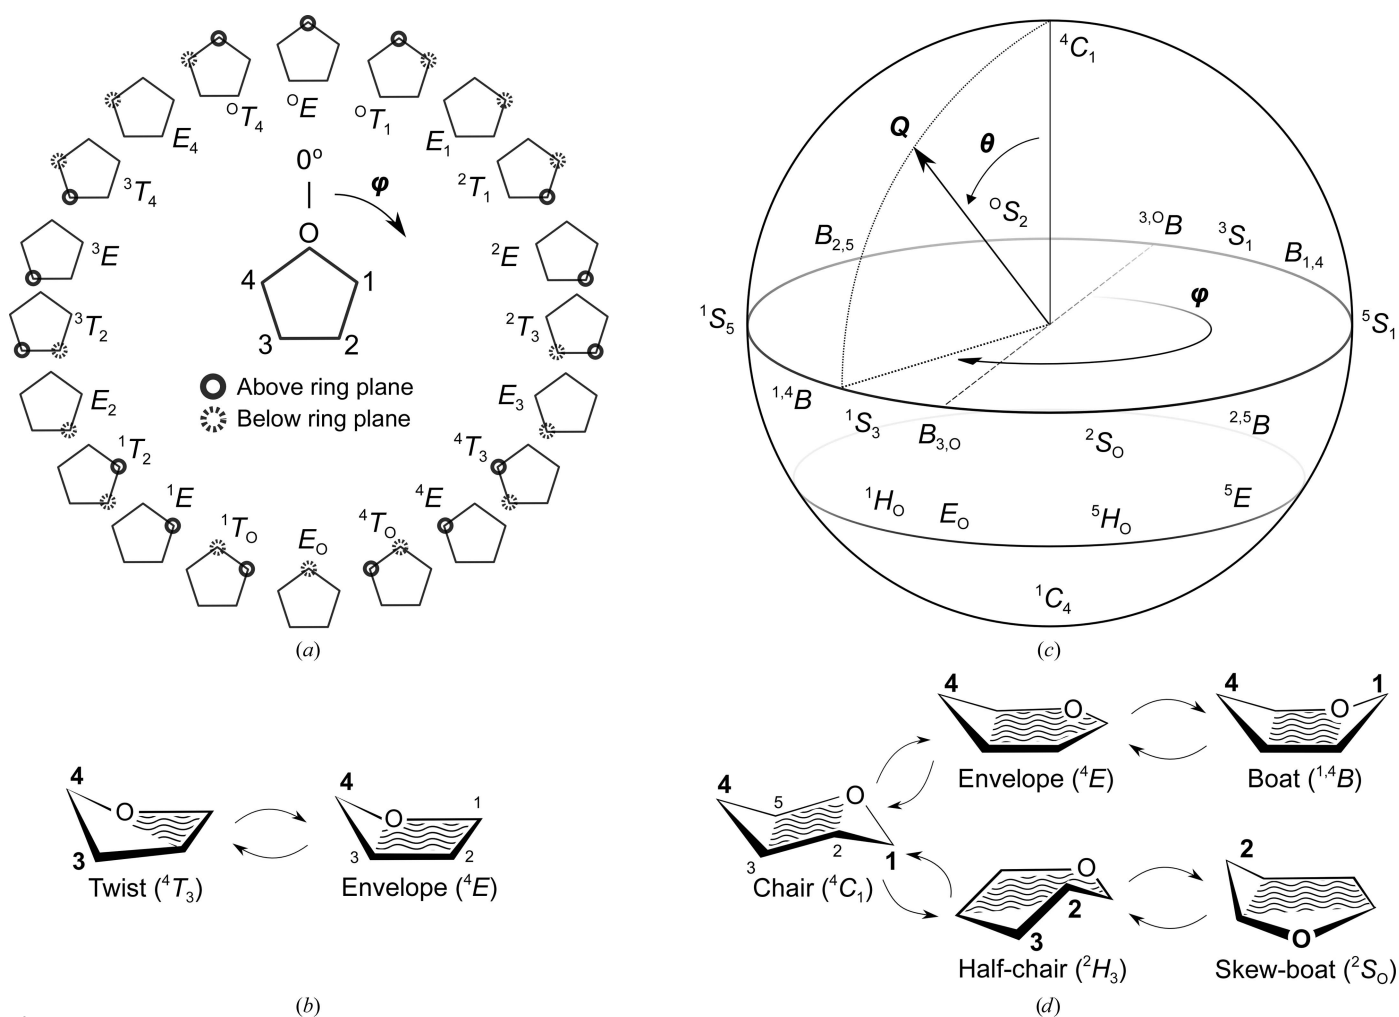 ᴼT₄
ᴼE
ᴼT₁
E₄
E₁
³T₄
²T₁
³E
²E
³T₂
²T₃
E₂
E₃
¹T₂
⁴T₃
¹E
⁴E
¹Tₒ
Eₒ
⁴Tₒ
0°
φ
O
4
1
3
2
Above ring plane
Below ring plane
(a)
⁴C₁
Q
θ
ᴼS₂
B₂,₅
³,ᴼB
³S₁
B₁,₄
φ
¹S₅
⁵S₁
¹,⁴B
¹S₃
B₃,ₒ
²Sₒ
²,⁵B
¹Hₒ
Eₒ
⁵Hₒ
⁵E
¹C₄
(c)
4
O
3
Twist (⁴T₃)
4
O
1
3
2
Envelope (⁴E)
(b)
4
O
Envelope (⁴E)
4
O
1
Boat (¹,⁴B)
4
5
O
3
2
1
Chair (⁴C₁)
O
2
3
Half-chair (²H₃)
2
O
Skew-boat (²Sₒ)
(d)